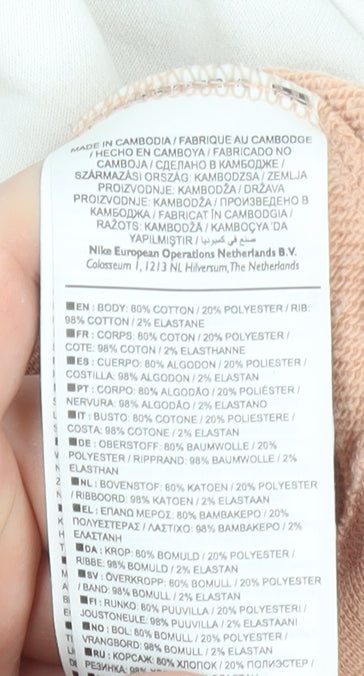 MADE IN CAMBODIA / FABRIQUE AU CAMBODGE
/ HECHO EN CAMBOYA / FABRICADO NO
CAMBOJA / СДЕЛАНО В КАМБОДЖЕ /
SZÁRMAZÁSI ORSZÁG: KAMBODZSA / ZEMLJA
PROIZVODNJE: KAMBODŽA / DRŽAVA
PROIZVODNJE: KAMBODŽA / ПРОИЗВЕДЕНО В
КАМБОДЖА / FABRICAT ÎN CAMBODGIA /
RAŽOTS: KAMBODŽĀ / KAMBOÇYA 'DA
YAPILMIŞTIR / صنع في كمبوديا
Nike European Operations Netherlands B.V.
Colosseum 1, 1213 NL Hilversum, The Netherlands
EN : BODY: 80% COTTON / 20% POLYESTER / RIB:
98% COTTON / 2% ELASTANE
FR : CORPS: 80% COTON / 20% POLYESTER /
COTE: 98% COTON / 2% ELASTHANNE
ES : CUERPO: 80% ALGODON / 20% POLIESTER /
COSTILLA: 98% ALGODON / 2% ELASTAN
PT : CORPO: 80% ALGODÃO / 20% POLIÉSTER /
NERVURA: 98% ALGODÃO / 2% ELASTANO
IT : BUSTO: 80% COTONE / 20% POLIESTERE /
COSTA: 98% COTONE / 2% ELASTAN
DE : OBERSTOFF: 80% BAUMWOLLE / 20%
POLYESTER / RIPPRAND: 98% BAUMWOLLE / 2%
ELASTHAN
NL : BOVENSTOF: 80% KATOEN / 20% POLYESTER
/ RIBBOORD: 98% KATOEN / 2% ELASTAAN
EL : ΕΠΑΝΩ ΜΕΡΟΣ: 80% ΒΑΜΒΑΚΕΡΟ / 20%
ΠΟΛΥΕΣΤΕΡΑΣ / ΛΑΣΤΙΧΟ: 98% ΒΑΜΒΑΚΕΡΟ / 2%
ΕΛΑΣΤΑΝΗ
DA : KROP: 80% BOMULD / 20% POLYESTER /
RIBBE: 98% BOMULD / 2% ELASTAN
SV : ÖVERKROPP: 80% BOMULL / 20% POLYESTER
/ BAND: 98% BOMULL / 2% ELASTAN
FI : RUNKO: 80% PUUVILLA / 20% POLYESTERI /
JOUSTONEULE: 98% PUUVILLA / 2% ELASTAANI
NO : BOL: 80% BOMULL / 20% POLYESTER /
VRANGBORD: 98% BOMULL / 2% ELASTAN
RU : КОРСАЖ: 80% ХЛОПОК / 20% ПОЛИЭСТЕР /
РЕЗИНКА: